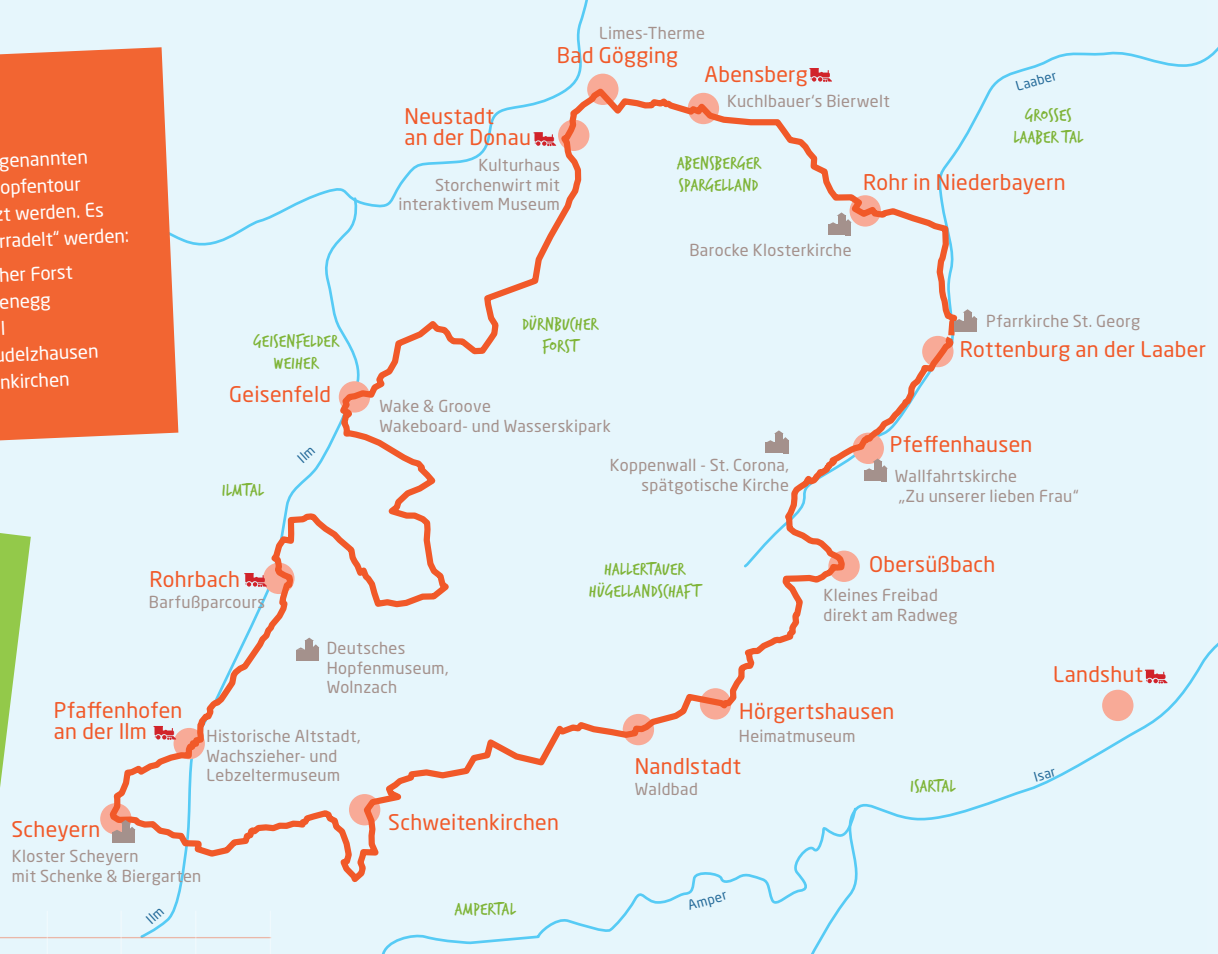 genannten
opfentour
zt werden. Es
rradelt“ werden:
her Forst
enegg
l
udelzhausen
nkirchen
Limes-Therme
Bad Gögging
Abensberg
Kuchlbauer's Bierwelt
Neustadt
an der Donau
Kulturhaus
Storchenwirt mit
interaktivem Museum
Laaber
GROSSES
LAABER TAL
ABENSBERGER
SPARGELLAND
Rohr in Niederbayern
Barocke Klosterkirche
DÜRNBUCHER
FORST
GEISENFELDER
WEIHER
Pfarrkirche St. Georg
Rottenburg an der Laaber
Geisenfeld
Wake & Groove
Wakeboard- und Wasserskipark
Ilm
Koppenwall - St. Corona,
spätgotische Kirche
Pfeffenhausen
Wallfahrtskirche
„Zu unserer lieben Frau“
ILMTAL
HALLERTAUER
HÜGELLANDSCHAFT
Obersüßbach
Kleines Freibad
direkt am Radweg
Rohrbach
Barfußparcours
Deutsches
Hopfenmuseum,
Wolnzach
Landshut
Pfaffenhofen
an der Ilm
Historische Altstadt,
Wachszieher- und
Lebzeltermuseum
Hörgertshausen
Heimatmuseum
Nandlstadt
Waldbad
ISARTAL
Isar
Scheyern
Kloster Scheyern
mit Schenke & Biergarten
Schweitenkirchen
Ilm
AMPERTAL
Amper